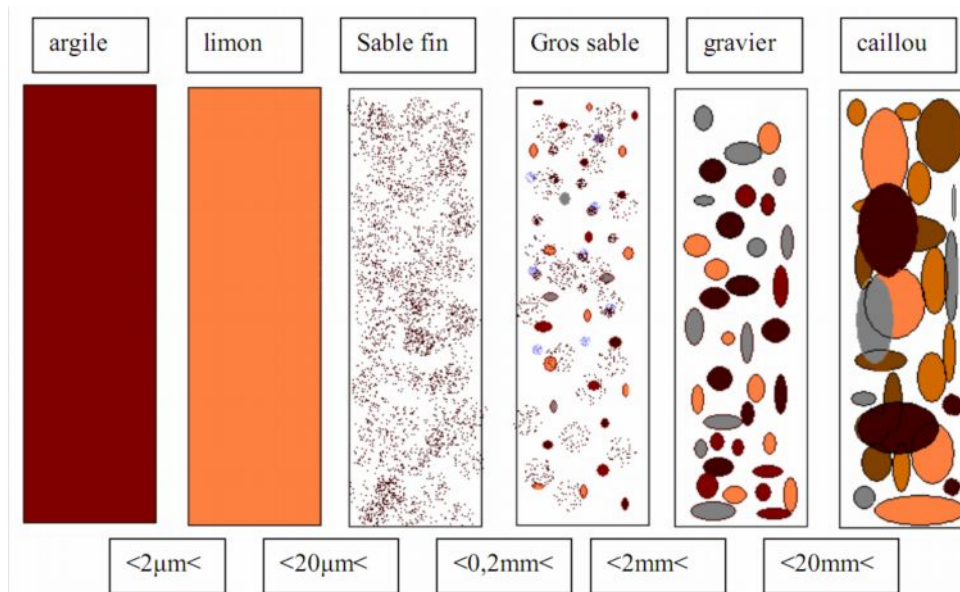 argile limon Sable fin Gros sable gravier caillou
<2μm< <20μm< <0,2mm< <2mm< <20mm<